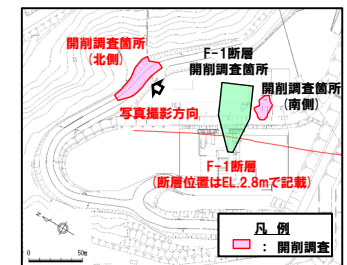 開削調査箇所
(北側)
F-1断層
開削調査箇所
開削調査箇所
(南側)
写真撮影方向
F-1断層
(断層位置はEL.2.8mで記載)
凡 例
: 開削調査
N
0 50m